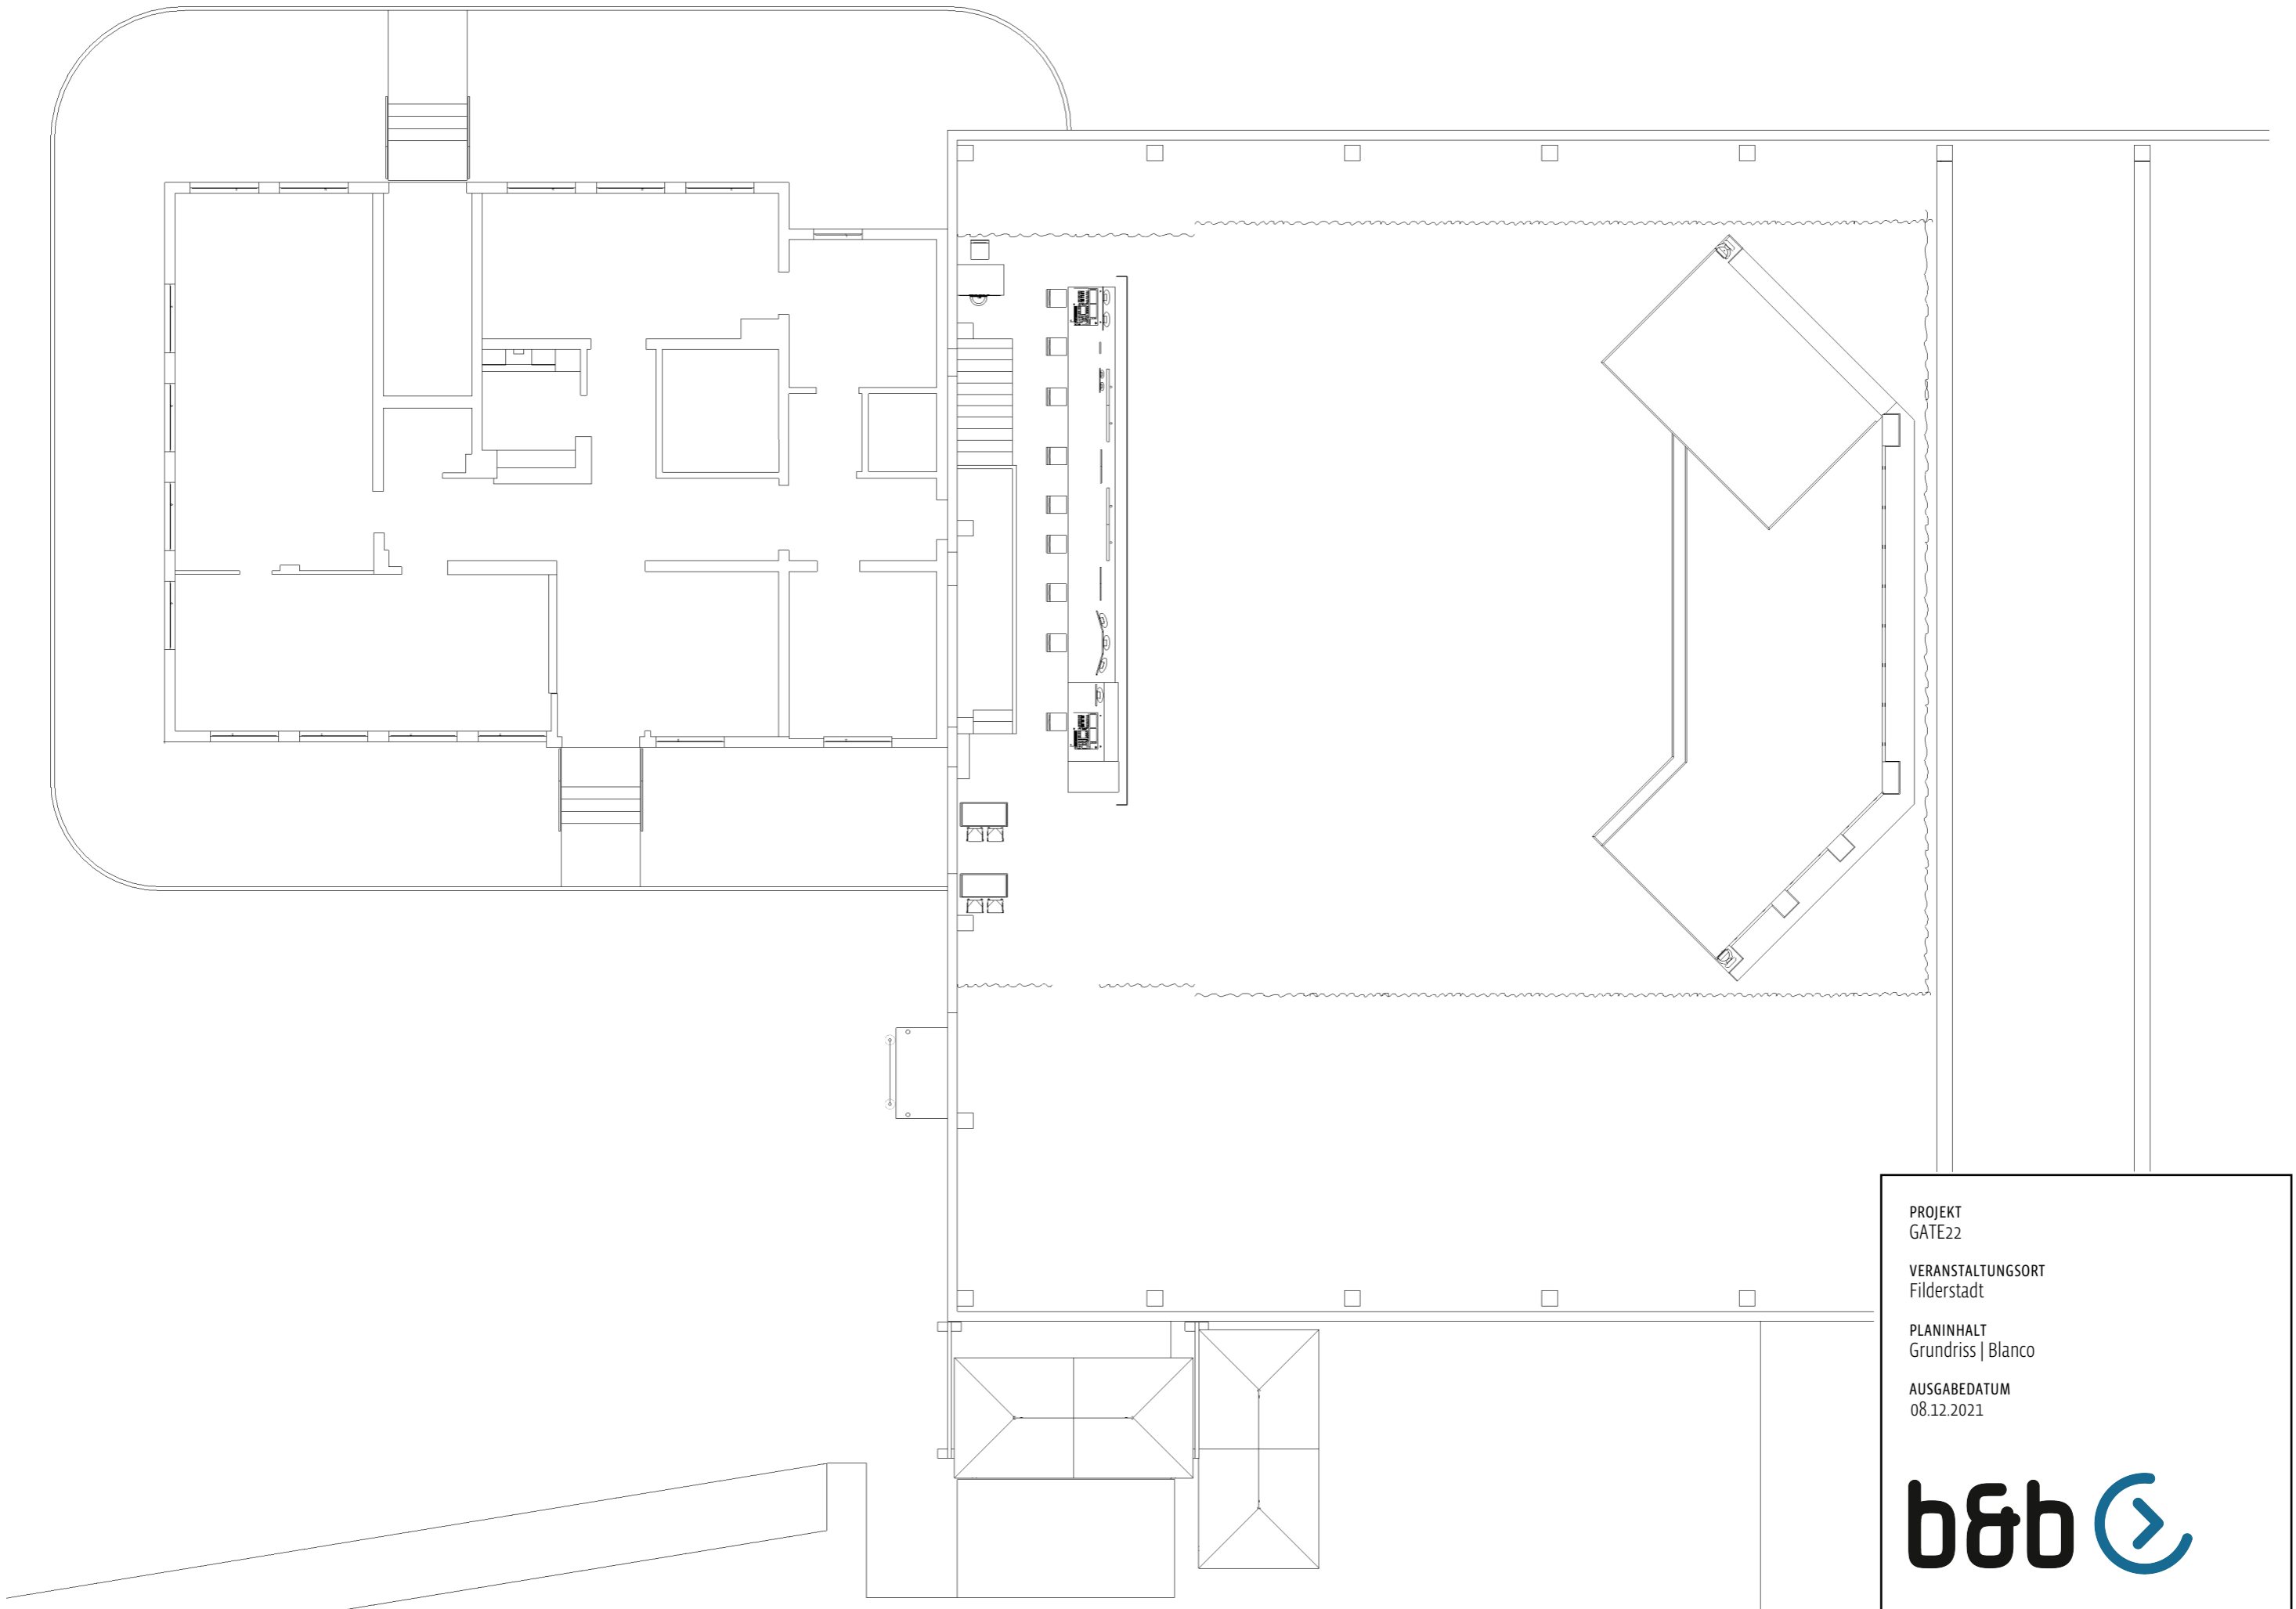 PROJEKT
GATE22
VERANSTALTUNGSORT
Filderstadt
PLANINHALT
Grundriss | Blanco
AUSGABEDATUM
08.12.2021
b&b